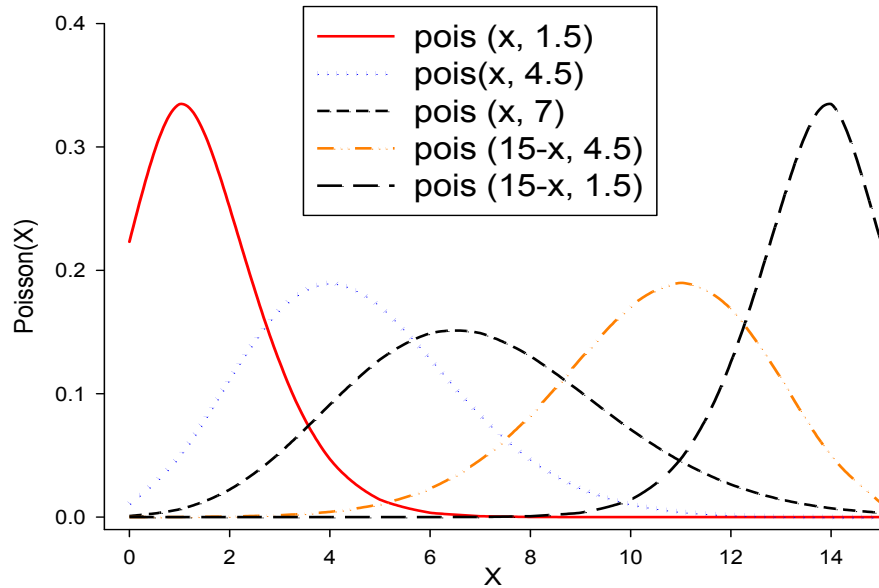 0.4
0.3
0.2
0.1
0.0
Poisson(X)
pois (x, 1.5)
pois(x, 4.5)
pois (x, 7)
pois (15-x, 4.5)
pois (15-x, 1.5)
0 2 4 6 8 10 12 14
X